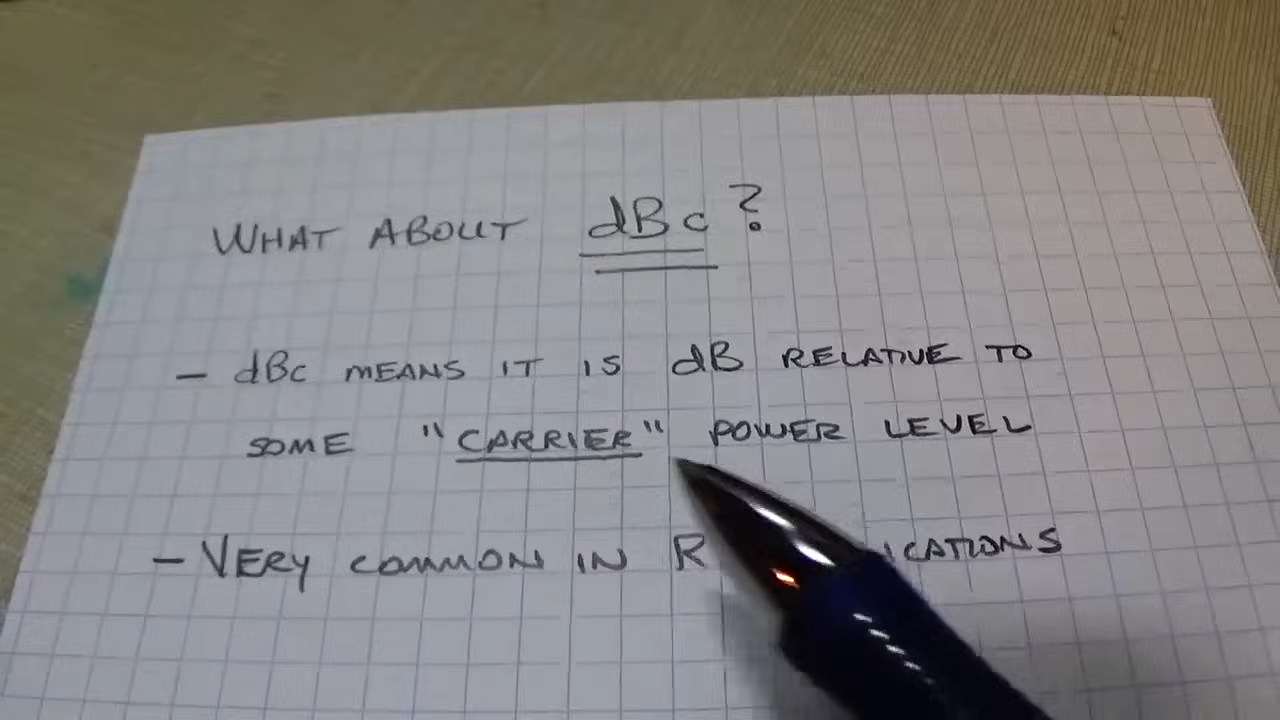 WHAT ABOUT dBc?
- dBc MEANS IT IS dB RELATIVE TO
SOME "CARRIER" POWER LEVEL
- VERY COMMON IN